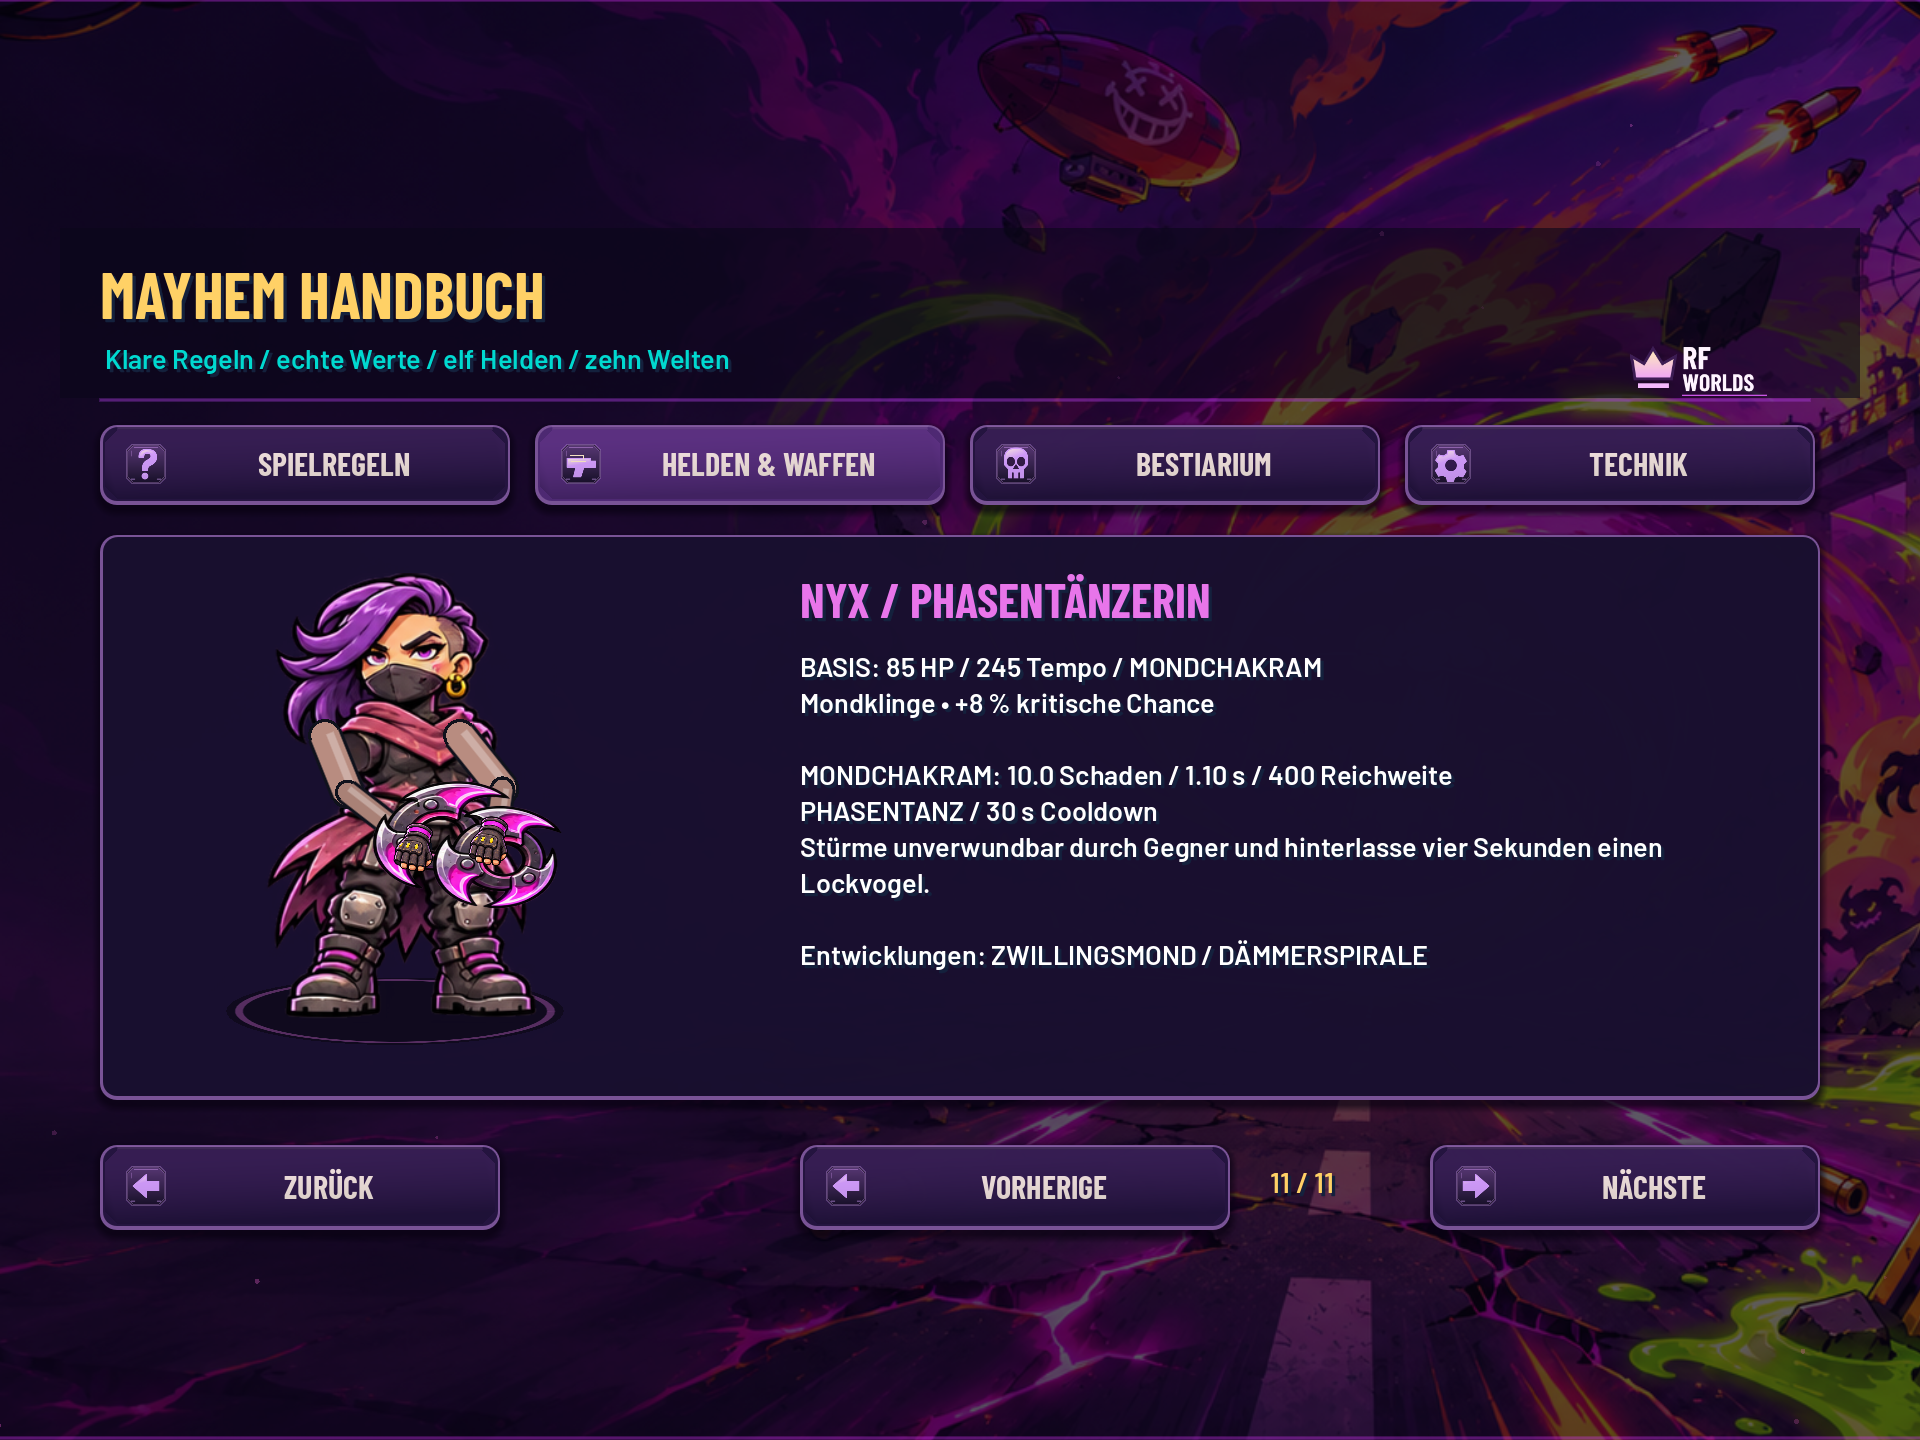 MAYHEM HANDBUCH
Klare Regeln / echte Werte / elf Helden / zehn Welten
RF
WORLDS
SPIELREGELN
HELDEN & WAFFEN
BESTIARIUM
TECHNIK
NYX / PHASENTÄNZERIN
BASIS: 85 HP / 245 Tempo / MONDCHAKRAM
Mondklinge • +8 % kritische Chance
MONDCHAKRAM: 10.0 Schaden / 1.10 s / 400 Reichweite
PHASENTANZ / 30 s Cooldown
Stürme unverwundbar durch Gegner und hinterlasse vier Sekunden einen
Lockvogel.
Entwicklungen: ZWILLINGSMOND / DÄMMERSPIRALE
ZURÜCK
VORHERIGE
11 / 11
NÄCHSTE